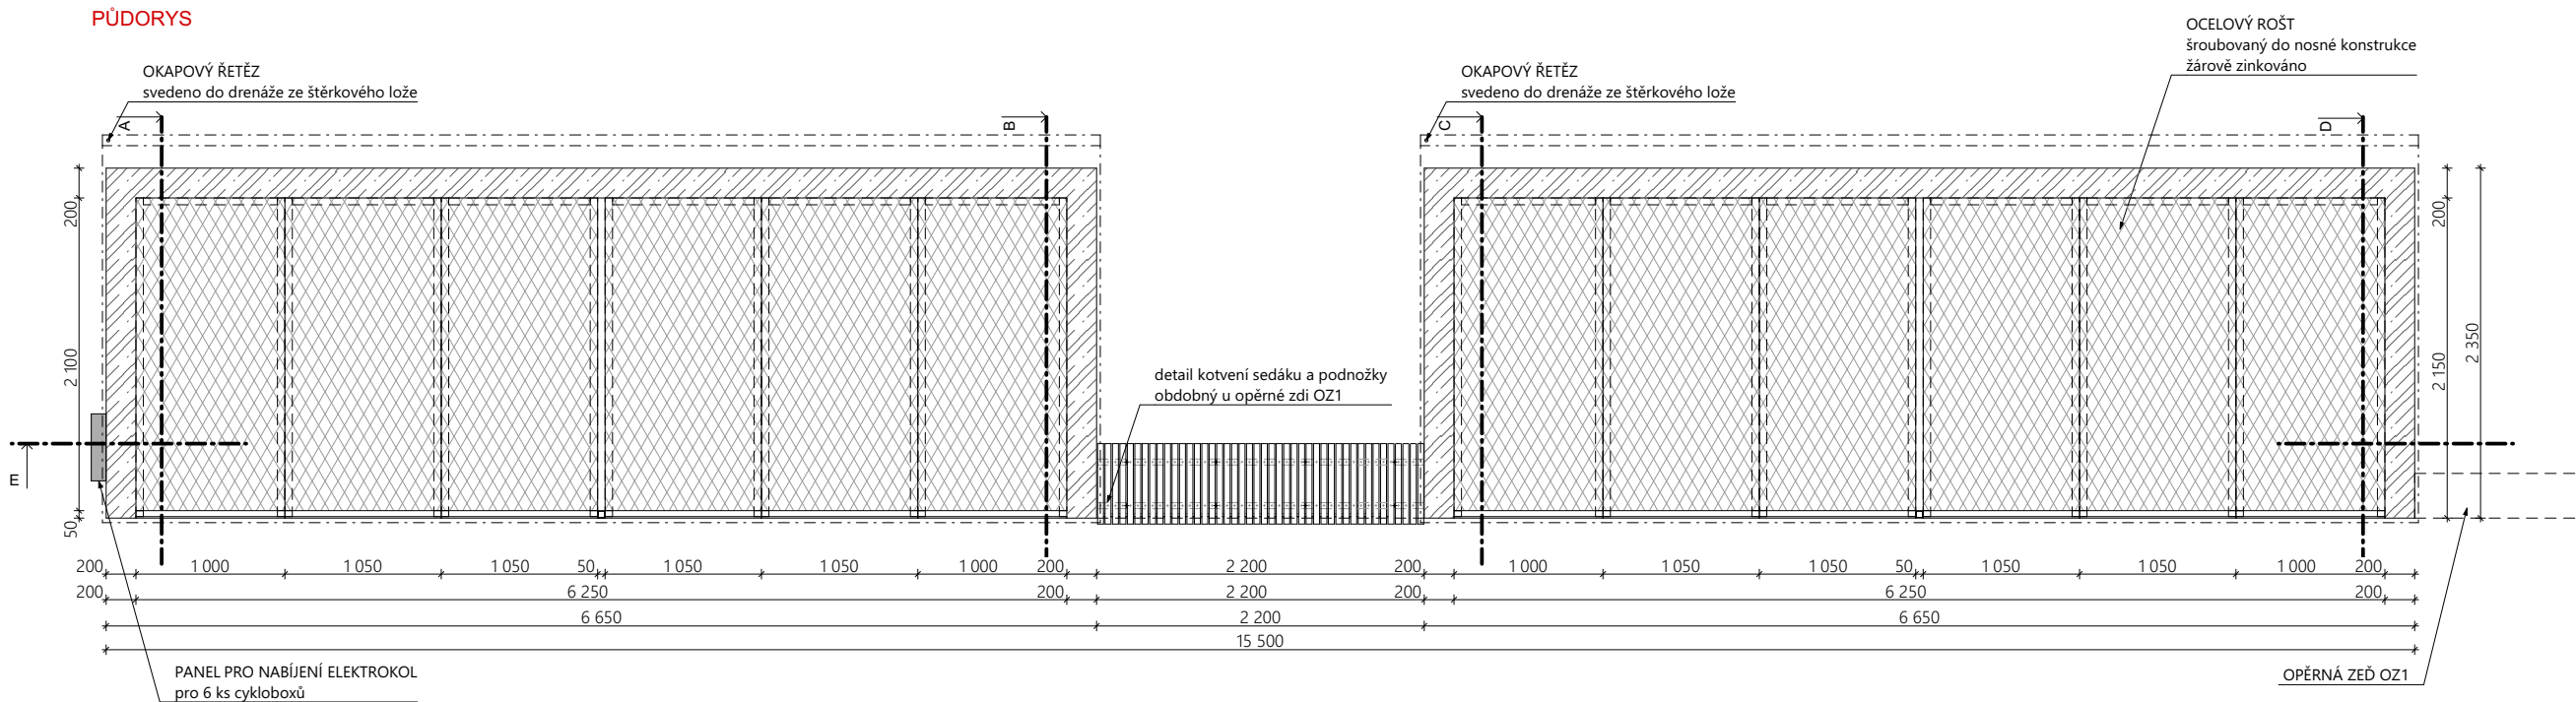 PŮDORYS
OCELOVÝ ROŠT
šroubovaný do nosné konstrukce
žárově zinkováno
OKAPOVÝ ŘETĚZ
svedeno do drenáže ze štěrkového lože
OKAPOVÝ ŘETĚZ
svedeno do drenáže ze štěrkového lože
A
B
C
D
200
2 100
50
200
2 150
2 350
detail kotvení sedáku a podnožky
obdobný u opěrné zdi OZ1
E
200 1 000 1 050 1 050 50 1 050 1 050 1 000 200 2 200 200 1 000 1 050 1 050 50 1 050 1 050 1 000 200
200 6 250 200 2 200 200 6 250 200
6 650 2 200 6 650
15 500
PANEL PRO NABÍJENÍ ELEKTROKOL
pro 6 ks cykloboxů
OPĚRNÁ ZEĎ OZ1